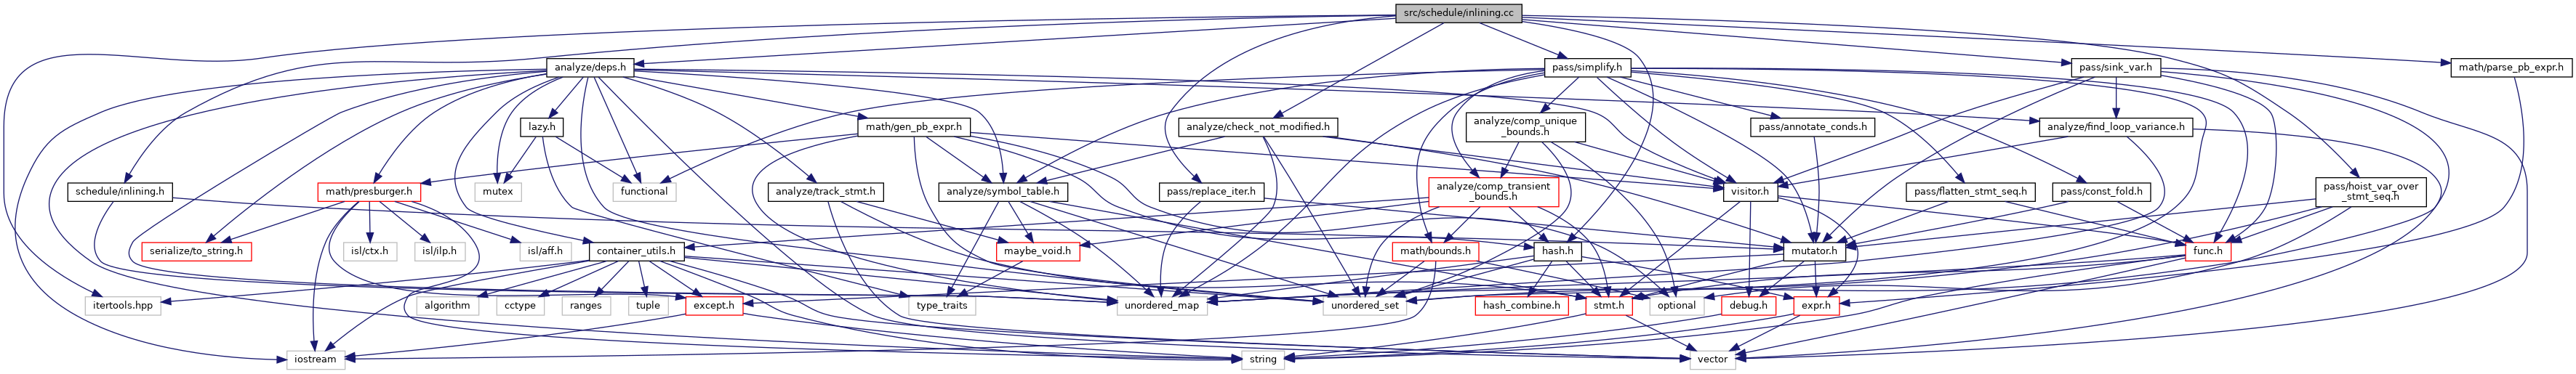 src/schedule/inlining.cc
analyze/deps.h
pass/simplify.h
pass/sink_var.h
math/parse_pb_expr.h
lazy.h
math/gen_pb_expr.h
analyze/check_not_modified.h
analyze/comp_unique
_bounds.h
pass/annotate_conds.h
analyze/find_loop_variance.h
schedule/inlining.h
math/presburger.h
mutex
functional
analyze/track_stmt.h
analyze/symbol_table.h
pass/replace_iter.h
analyze/comp_transient
_bounds.h
visitor.h
pass/flatten_stmt_seq.h
pass/const_fold.h
pass/hoist_var_over
_stmt_seq.h
serialize/to_string.h
isl/ctx.h
isl/ilp.h
isl/aff.h
container_utils.h
maybe_void.h
math/bounds.h
hash.h
mutator.h
func.h
itertools.hpp
algorithm
cctype
ranges
tuple
except.h
type_traits
unordered_map
unordered_set
hash_combine.h
stmt.h
optional
debug.h
expr.h
iostream
string
vector